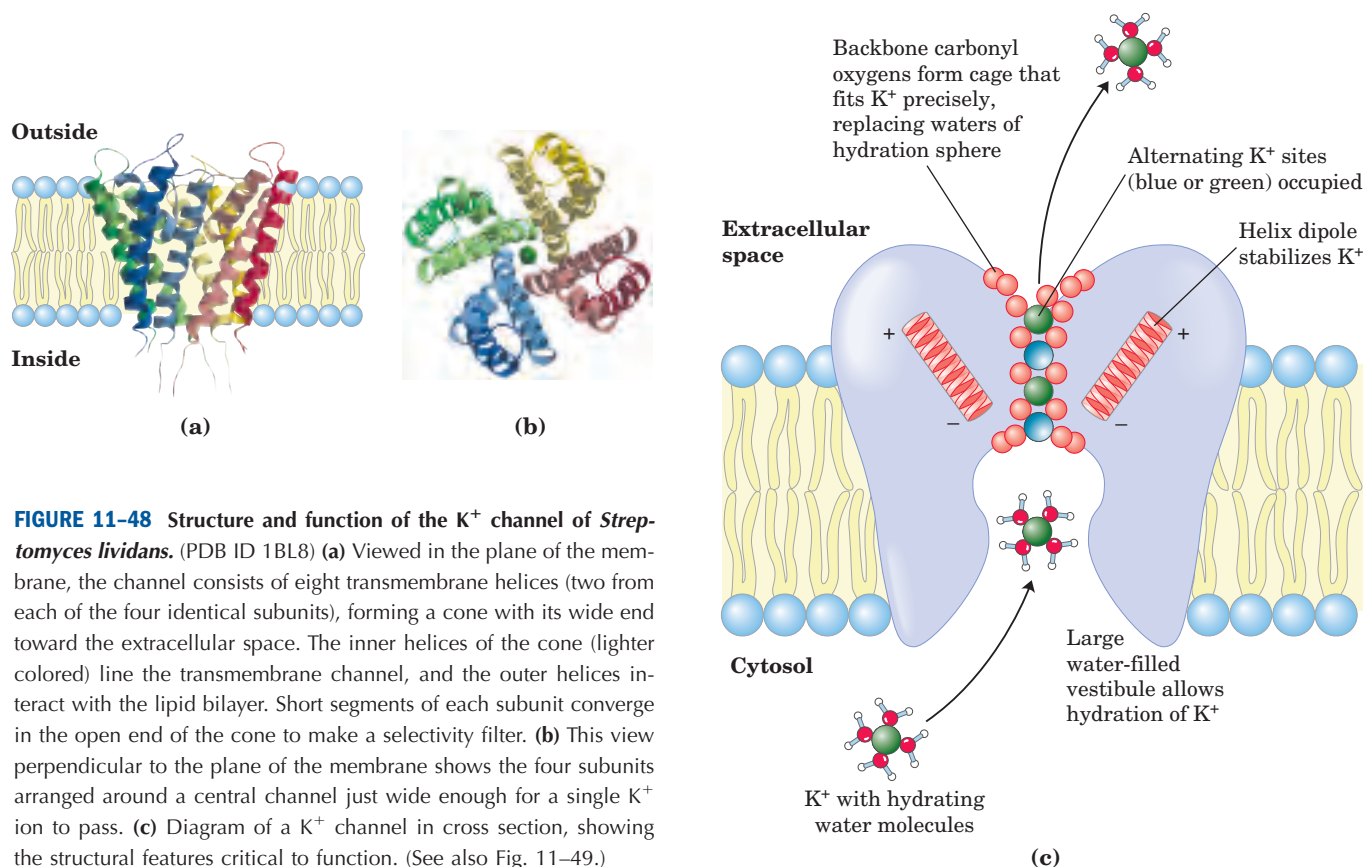 Outside
Inside
(a)
(b)
FIGURE 11–48 Structure and function of the K⁺ channel of Strep-
tomyces lividans. (PDB ID 1BL8) (a) Viewed in the plane of the mem-
brane, the channel consists of eight transmembrane helices (two from
each of the four identical subunits), forming a cone with its wide end
toward the extracellular space. The inner helices of the cone (lighter
colored) line the transmembrane channel, and the outer helices in-
teract with the lipid bilayer. Short segments of each subunit converge
in the open end of the cone to make a selectivity filter. (b) This view
perpendicular to the plane of the membrane shows the four subunits
arranged around a central channel just wide enough for a single K⁺
ion to pass. (c) Diagram of a K⁺ channel in cross section, showing
the structural features critical to function. (See also Fig. 11–49.)
Backbone carbonyl
oxygens form cage that
fits K⁺ precisely,
replacing waters of
hydration sphere
Alternating K⁺ sites
(blue or green) occupied
Extracellular
space
Helix dipole
stabilizes K⁺
+
+
–
–
Cytosol
Large
water-filled
vestibule allows
hydration of K⁺
K⁺ with hydrating
water molecules
(c)